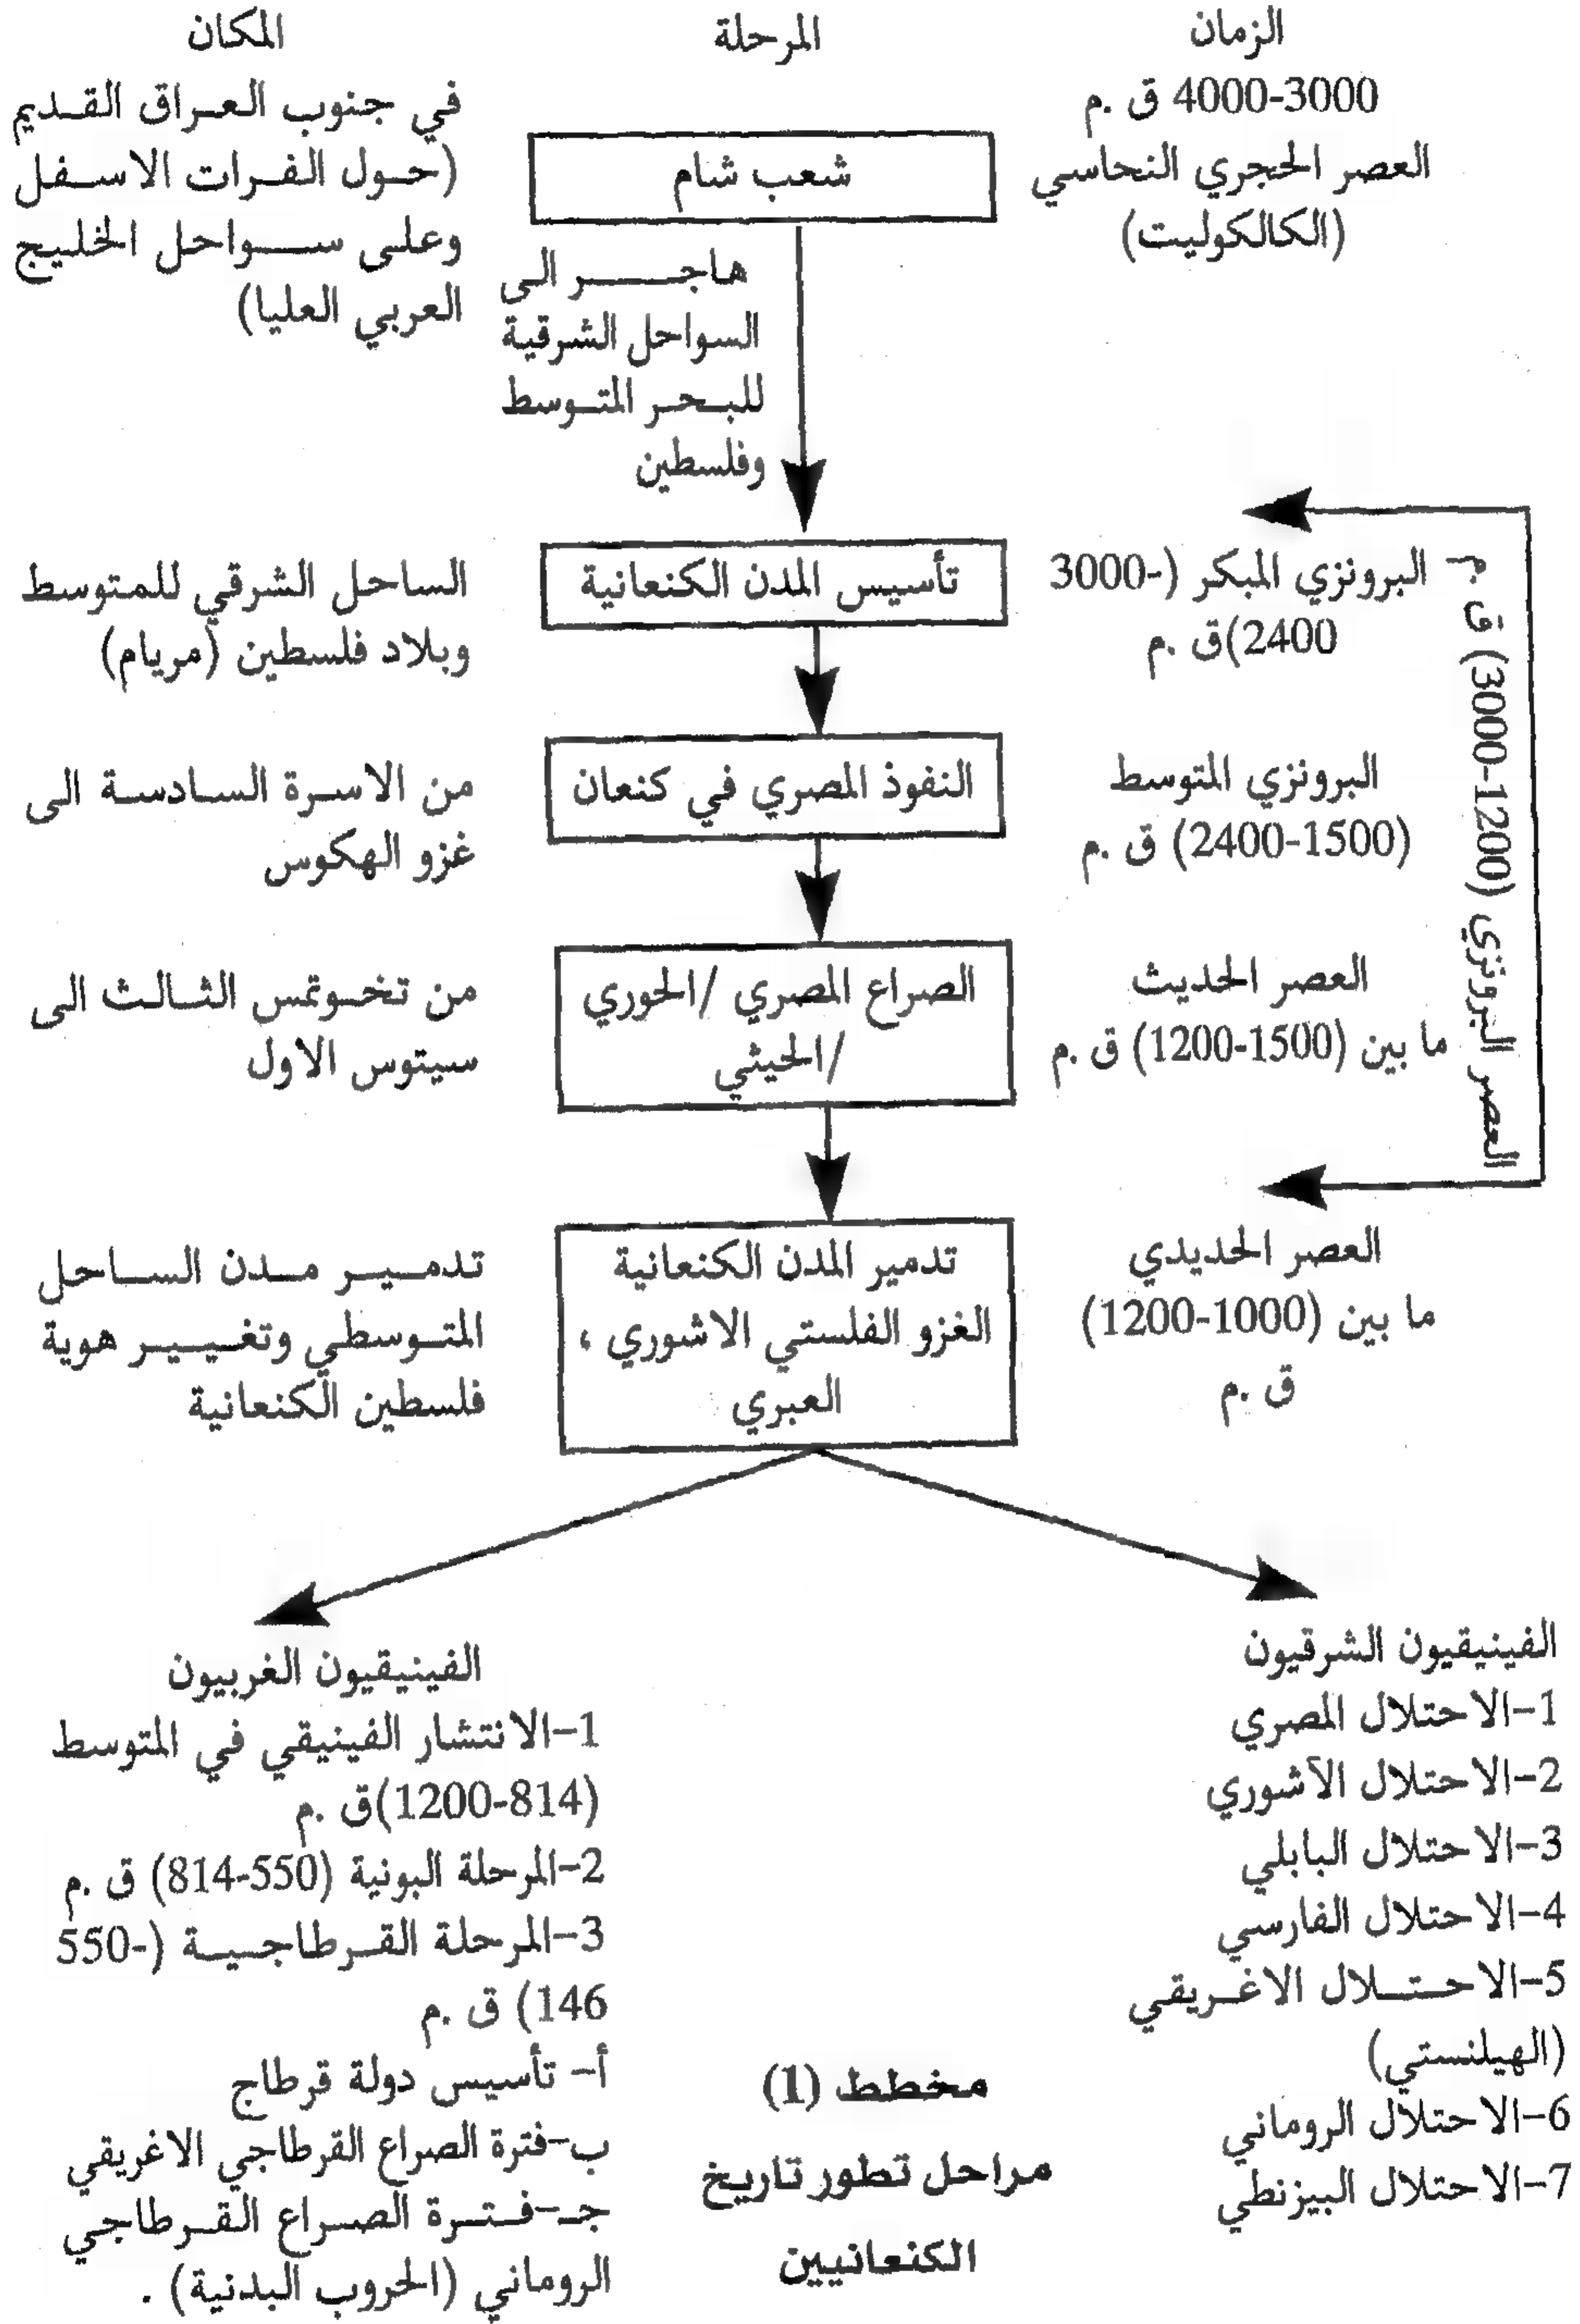 الزمان
المرحلة
المكان
4000-3000 ق .م
العصر الحجري النحاسي
(الكالكوليت)
شعب شام
في جنوب العراق القديم
(حول الفرات الاسفل
وعلى سواحل الخليج
العربي العليا)
هاجر الى
السواحل الشرقية
للبحر المتوسط
وفلسطين
العصر البرونزي (3000-1200) ق .م
البرونزي المبكر (-3000
2400)ق .م
تأسيس المدن الكنعانية
الساحل الشرقي للمتوسط
وبلاد فلسطين (مريام)
البرونزي المتوسط
(2400-1500) ق .م
النفوذ المصري في كنعان
من الاسرة السادسة الى
غزو الهكوس
العصر الحديث
ما بين (1500-1200) ق .م
الصراع المصري /الحوري
/الحيثي
من تخوتمس الثالث الى
سيتوس الاول
العصر الحديدي
ما بين (1000-1200)
ق .م
تدمير المدن الكنعانية
الغزو الفلستي الاشوري ،
العبري
تدمير مدن الساحل
المتوسطي وتغيير هوية
فلسطين الكنعانية
الفينيقيون الشرقيون
1-الاحتلال المصري
2-الاحتلال الآشوري
3-الاحتلال البابلي
4-الاحتلال الفارسي
5-الاحتلال الاغريقي
(الهيلنستي)
6-الاحتلال الروماني
7-الاحتلال البيزنطي
الفينيقيون الغربيون
1-الانتشار الفينيقي في المتوسط
(1200-814)ق .م
2-المرحلة البونية (550-814) ق .م
3-المرحلة القرطاجية (-550
146) ق .م
أ- تأسيس دولة قرطاج
ب-فترة الصراع القرطاجي الاغريقي
جـ-فترة الصراع القرطاجي
الروماني (الحروب البدنية) .
مخطط (1)
مراحل تطور تاريخ
الكنعانيين